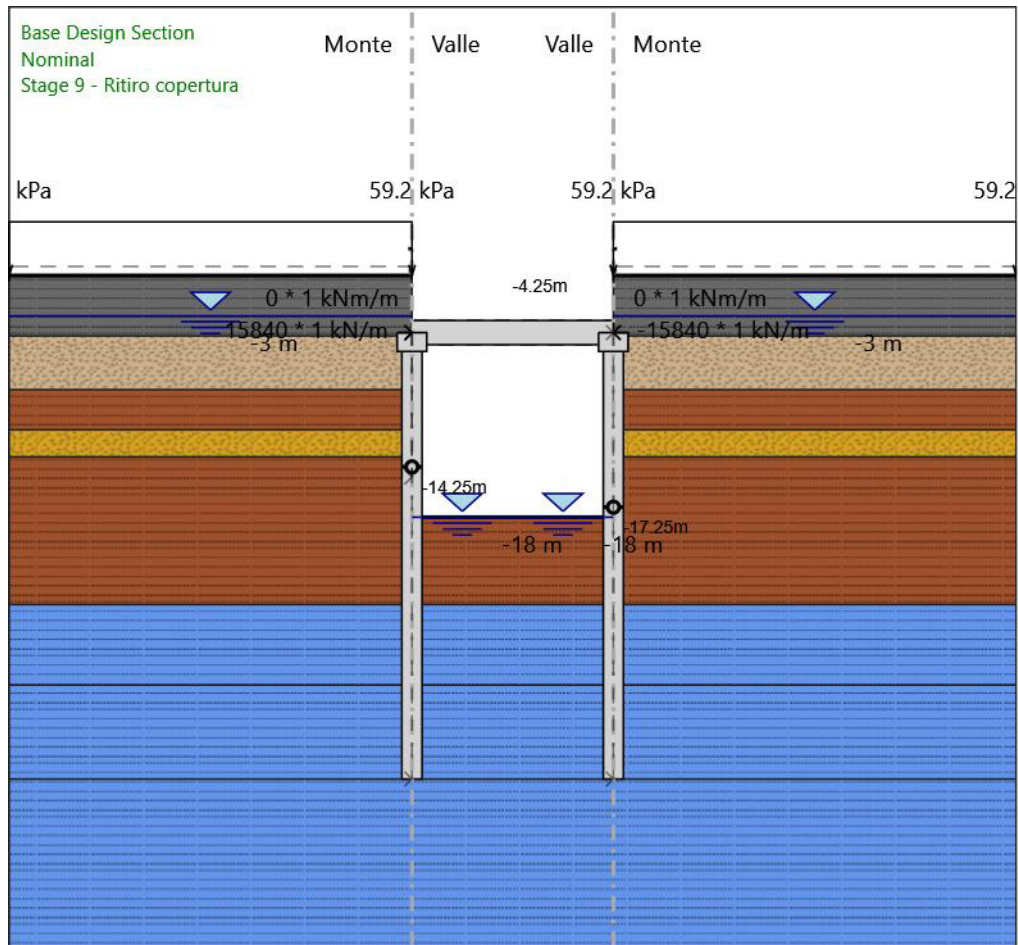 Base Design Section
Nominal
Stage 9 - Ritiro copertura
Monte
Valle
Valle
Monte
kPa
59.2 kPa
59.2 kPa
59.2
-4.25m
0 * 1 kNm/m
0 * 1 kNm/m
15840 * 1 kN/m
-15840 * 1 kN/m
-3 m
-3 m
-14.25m
-17.25m
-18 m
-18 m